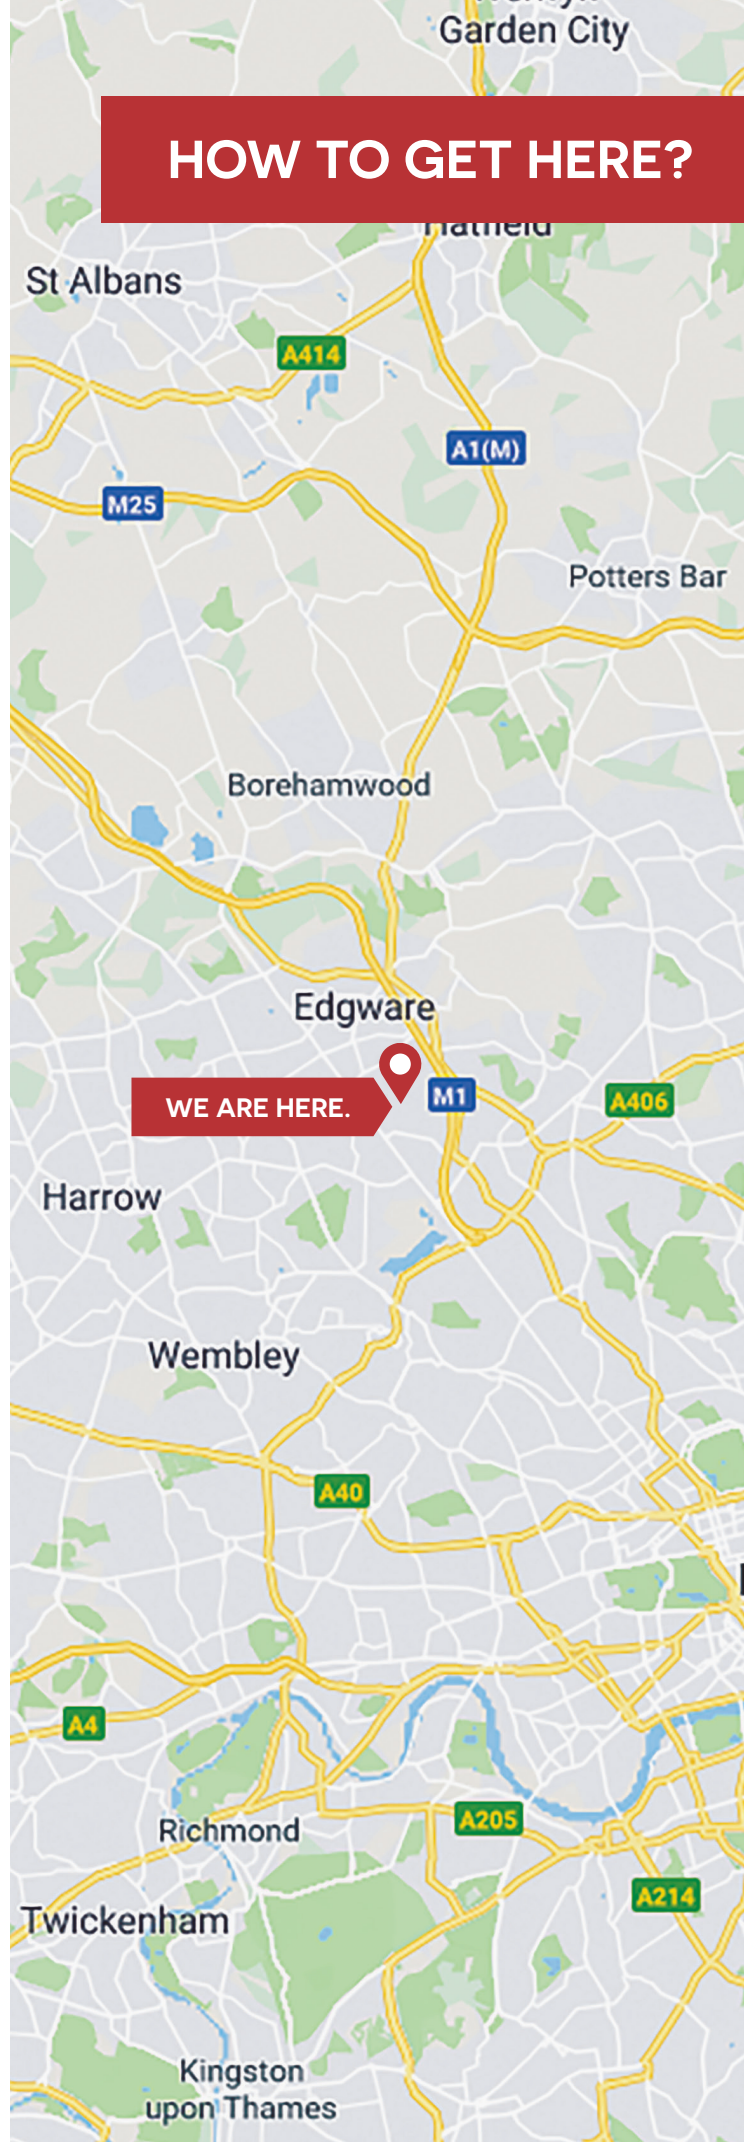 Garden City
HOW TO GET HERE?
Hatfield
St Albans
A414
A1(M)
M25
Potters Bar
Borehamwood
Edgware
WE ARE HERE.
M1
A406
Harrow
Wembley
A40
A4
A205
Richmond
A214
Twickenham
Kingston
upon Thames